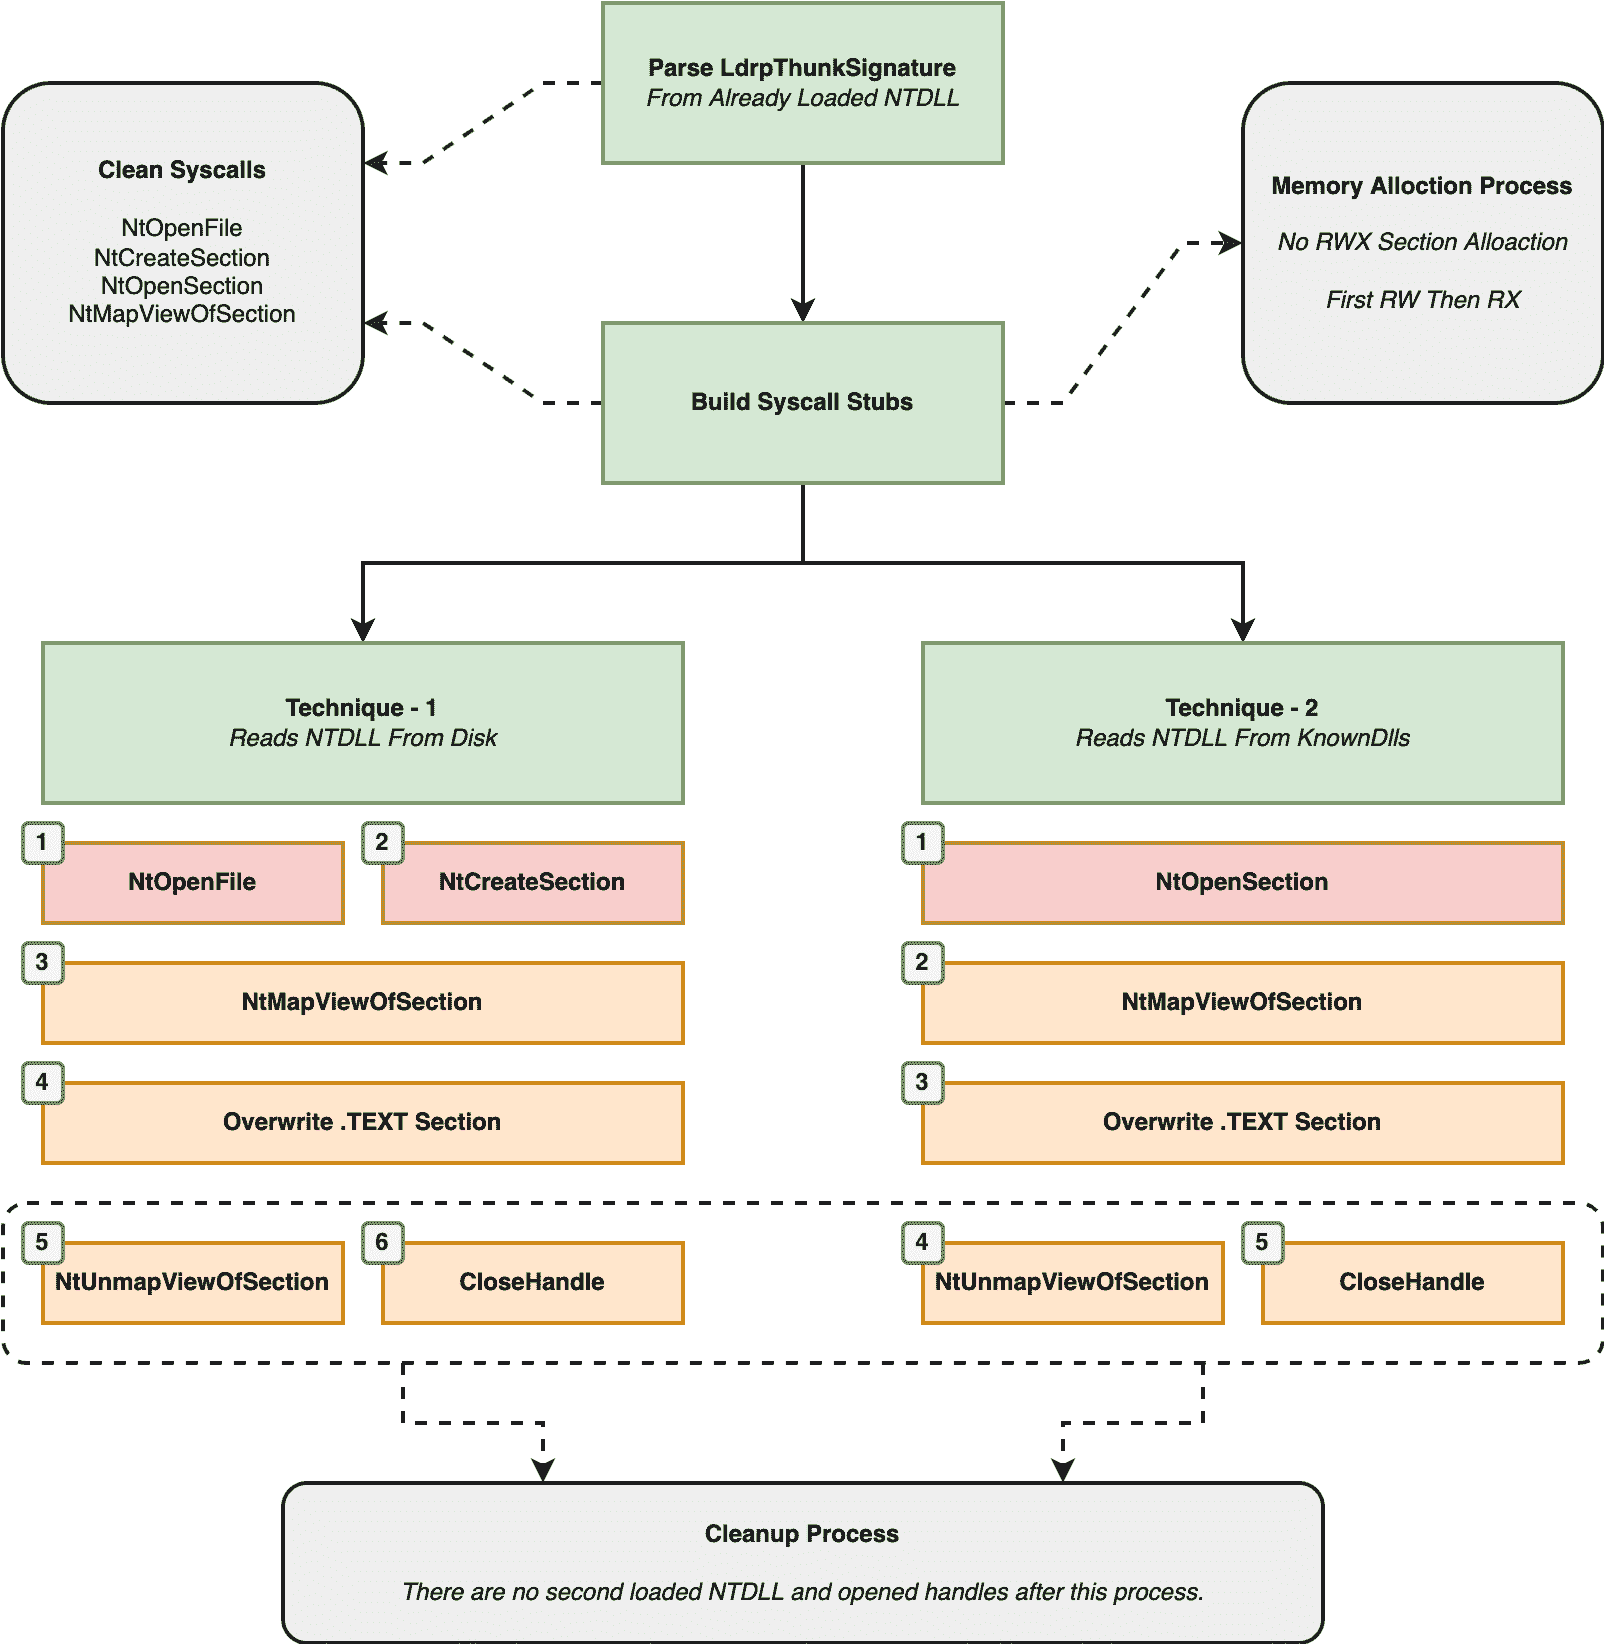 Parse LdrpThunkSignature
From Already Loaded NTDLL
Clean Syscalls
NtOpenFile
NtCreateSection
NtOpenSection
NtMapViewOfSection
Memory Alloction Process
No RWX Section Alloaction
First RW Then RX
Build Syscall Stubs
Technique - 1
Reads NTDLL From Disk
1
NtOpenFile
2
NtCreateSection
3
NtMapViewOfSection
4
Overwrite .TEXT Section
5
NtUnmapViewOfSection
6
CloseHandle
Technique - 2
Reads NTDLL From KnownDlls
1
NtOpenSection
2
NtMapViewOfSection
3
Overwrite .TEXT Section
4
NtUnmapViewOfSection
5
CloseHandle
Cleanup Process
There are no second loaded NTDLL and opened handles after this process.